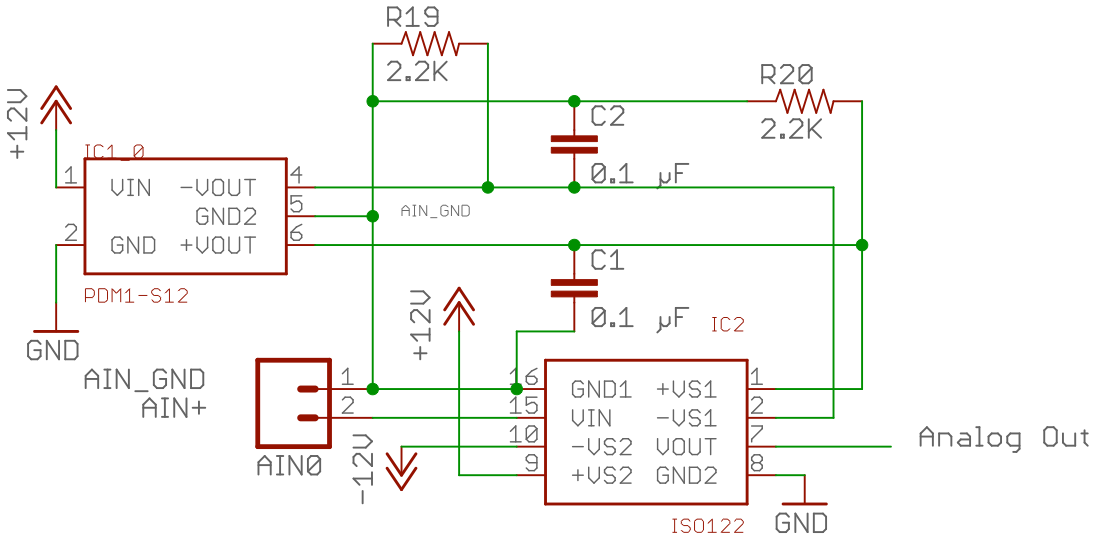 R19
2.2K
R20
2.2K
+12V
IC1_0
1 VIN -VOUT 4
GND2 5
2 GND +VOUT 6
PDM1-S12
GND
AIN_GND
C2
0.1 µF
C1
0.1 µF
+12V
IC2
AIN_GND 1
AIN+ 2
AIN0
-12V
16 GND1 +VS1 1
15 VIN -VS1 2
10 -VS2 VOUT 7
9 +VS2 GND2 8
ISO122
Analog Out
GND